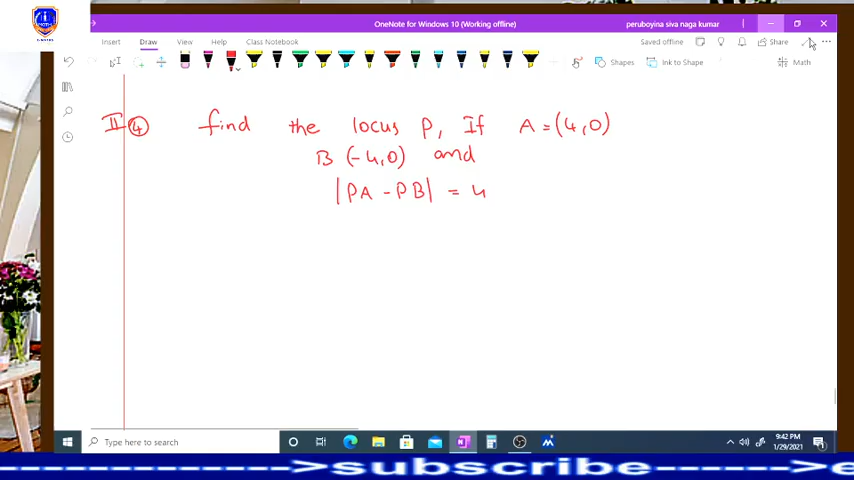 OneNote for Windows 10 (Working offline)
peruboyina siva naga kumar
Insert Draw View Help Class Notebook
Saved offline
Share
Shapes
Ink to Shape
Math
II 4 find the locus P, If A = (4,0)
B (-4,0) and
|PA - PB| = 4
Type here to search
9:42 PM
1/29/2021
------------->subscribe------>e